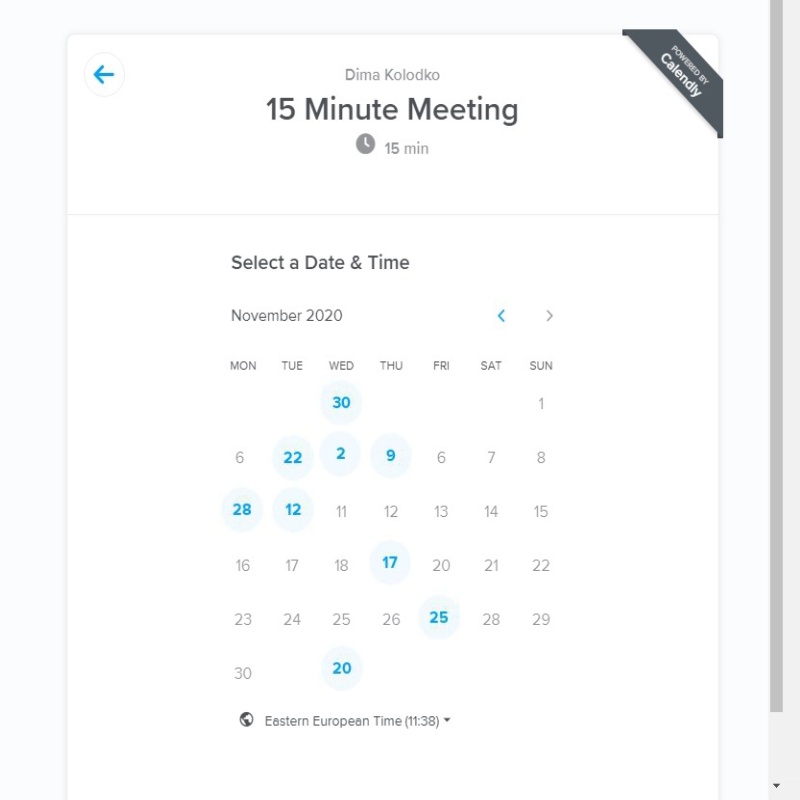 POWERED BY
Calendly
Dima Kolodko
15 Minute Meeting
15 min
Select a Date & Time
November 2020
MON TUE WED THU FRI SAT SUN
30 1
6 22 2 9 6 7 8
28 12 11 12 13 14 15
16 17 18 17 20 21 22
23 24 25 26 25 28 29
30 20
Eastern European Time (11:38)